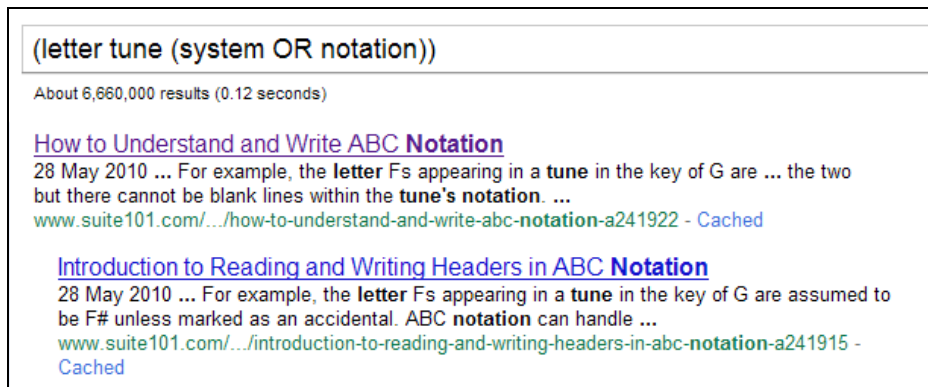 (letter tune (system OR notation))
About 6,660,000 results (0.12 seconds)
How to Understand and Write ABC Notation
28 May 2010 ... For example, the letter Fs appearing in a tune in the key of G are ... the two
but there cannot be blank lines within the tune's notation. ...
www.suite101.com/.../how-to-understand-and-write-abc-notation-a241922 - Cached
Introduction to Reading and Writing Headers in ABC Notation
28 May 2010 ... For example, the letter Fs appearing in a tune in the key of G are assumed to
be F# unless marked as an accidental. ABC notation can handle ...
www.suite101.com/.../introduction-to-reading-and-writing-headers-in-abc-notation-a241915 -
Cached